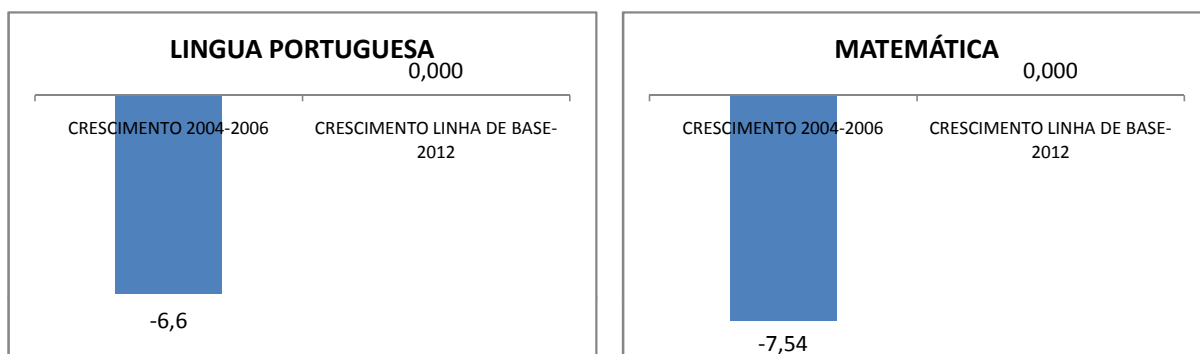 LINGUA PORTUGUESA
0,000
CRESCIMENTO 2004-2006
CRESCIMENTO LINHA DE BASE-
2012
-6,6
MATEMÁTICA
0,000
CRESCIMENTO 2004-2006
CRESCIMENTO LINHA DE BASE-
2012
-7,54